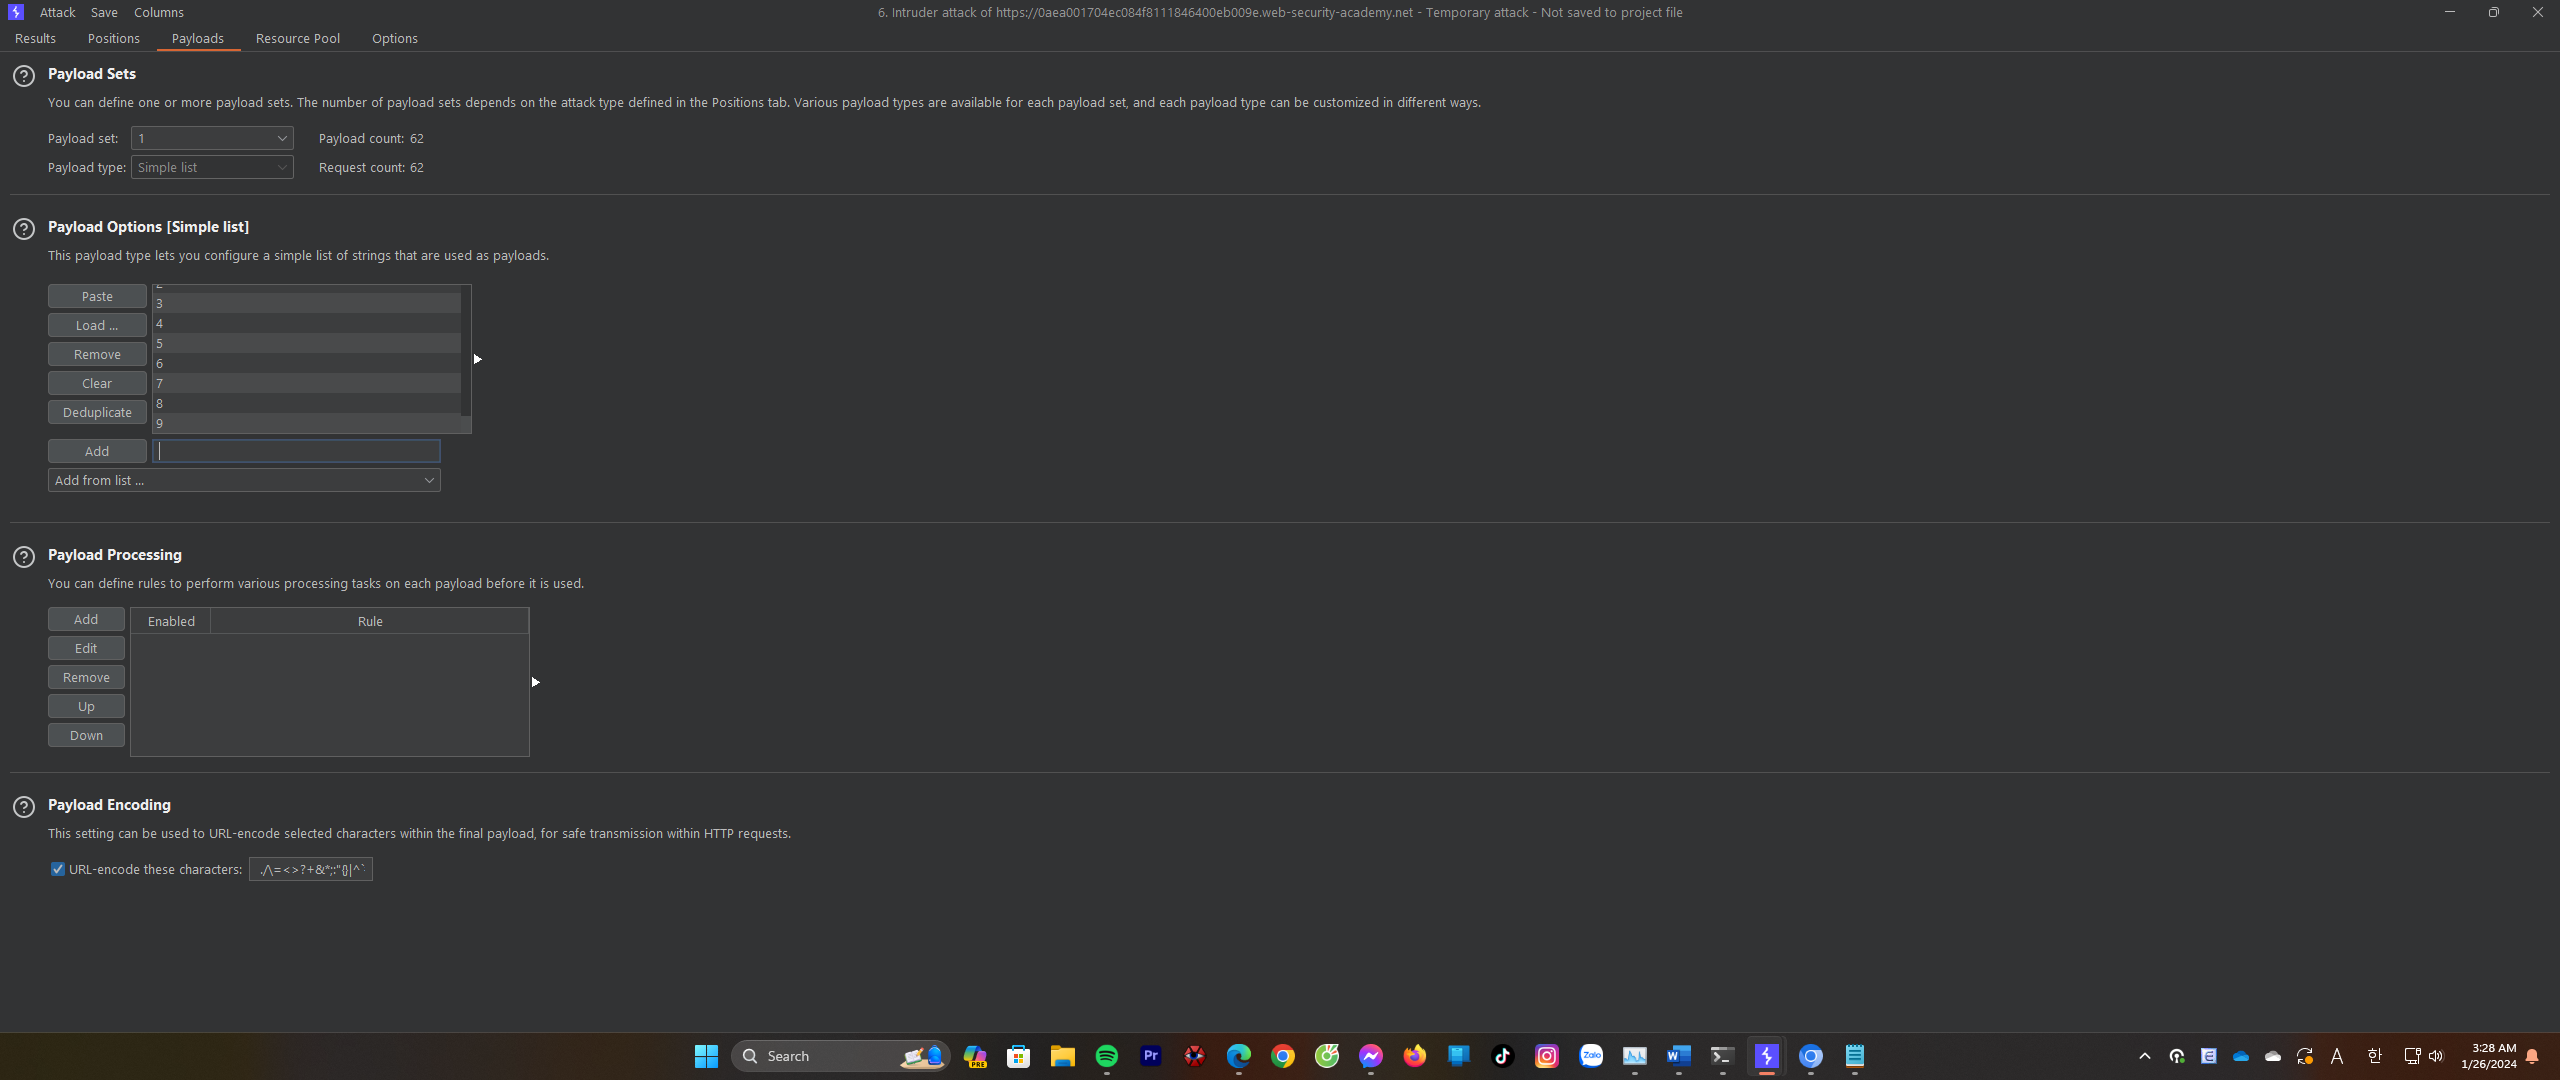 Attack Save Columns
6. Intruder attack of https://0aea001704ec084f8111846400eb009e.web-security-academy.net - Temporary attack - Not saved to project file
Results Positions Payloads Resource Pool Options
Payload Sets
You can define one or more payload sets. The number of payload sets depends on the attack type defined in the Positions tab. Various payload types are available for each payload set, and each payload type can be customized in different ways.
Payload set: 1 Payload count: 62
Payload type: Simple list Request count: 62
Payload Options [Simple list]
This payload type lets you configure a simple list of strings that are used as payloads.
Paste
Load ...
Remove
Clear
Deduplicate
3
4
5
6
7
8
9
Add
Add from list ...
Payload Processing
You can define rules to perform various processing tasks on each payload before it is used.
Add
Edit
Remove
Up
Down
Enabled Rule
Payload Encoding
This setting can be used to URL-encode selected characters within the final payload, for safe transmission within HTTP requests.
URL-encode these characters: ./\=<>?+&*;:"{}|^`
Search
PRE
Pr
Zalo
W
A
한
3:28 AM
1/26/2024